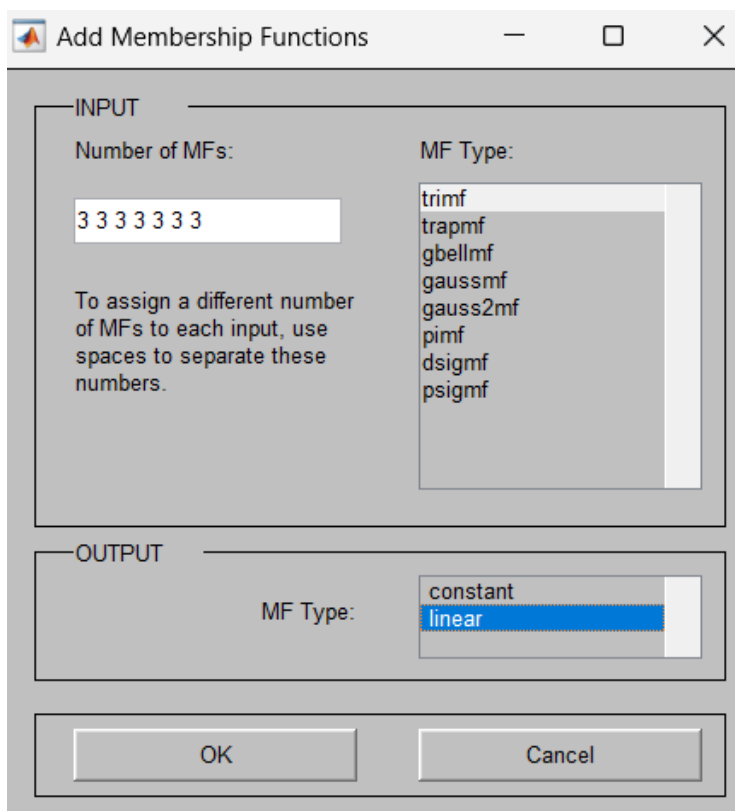 Add Membership Functions
INPUT
Number of MFs:
3 3 3 3 3 3 3
To assign a different number
of MFs to each input, use
spaces to separate these
numbers.
MF Type:
trimf
trapmf
gbellmf
gaussmf
gauss2mf
pimf
dsigmf
psigmf
OUTPUT
MF Type:
constant
linear
OK
Cancel